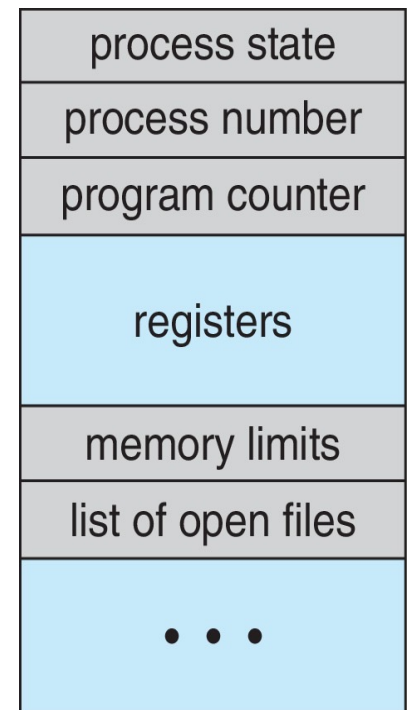 process state
process number
program counter
registers
memory limits
list of open files
• • •